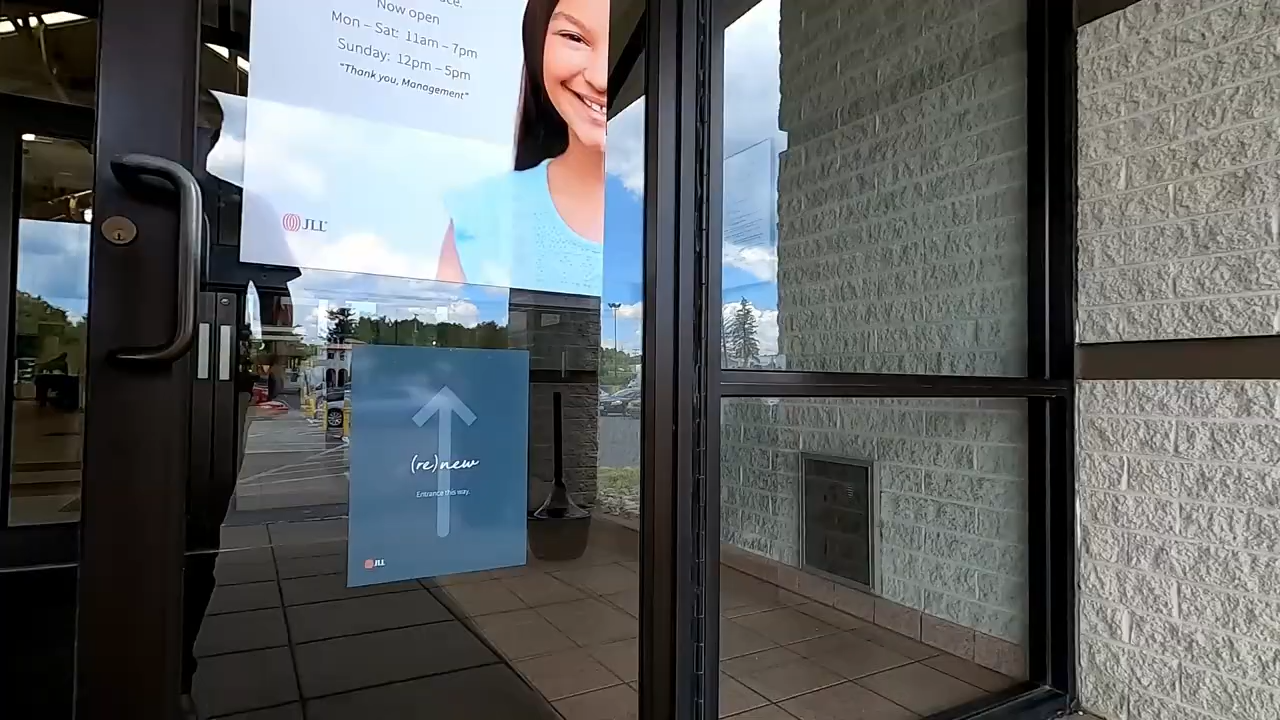 Now open
Mon – Sat: 11am – 7pm
Sunday: 12pm – 5pm
"Thank you, Management"
JLL
(re)new
Entrance this way.
JLL